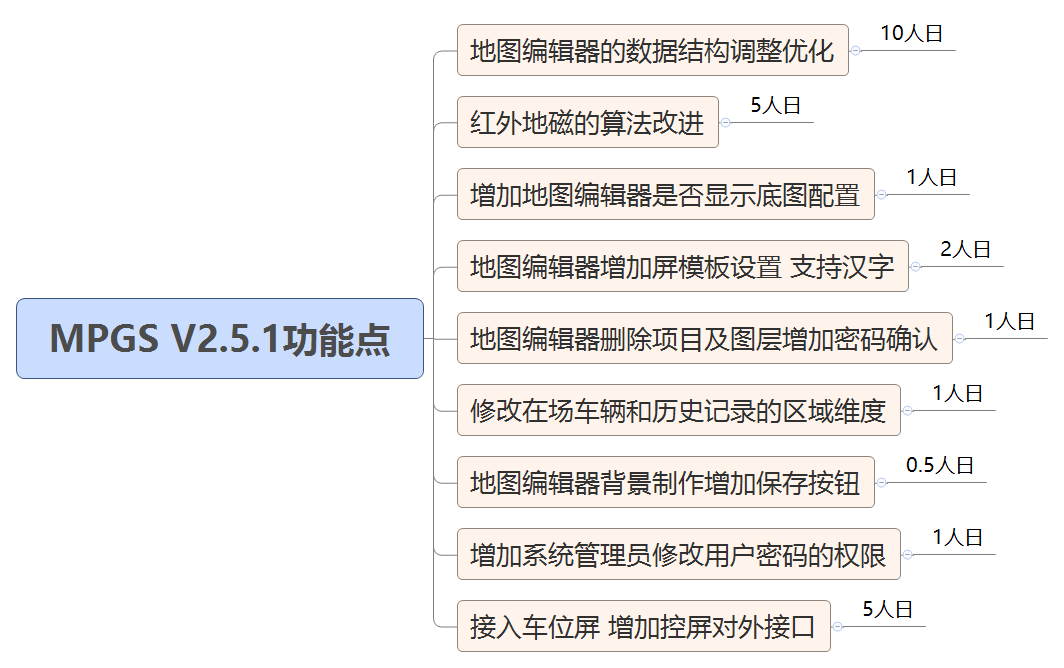 MPGS V2.5.1功能点
地图编辑器的数据结构调整优化
10人日
红外地磁的算法改进
5人日
增加地图编辑器是否显示底图配置
1人日
地图编辑器增加屏模板设置 支持汉字
2人日
地图编辑器删除项目及图层增加密码确认
1人日
修改在场车辆和历史记录的区域维度
1人日
地图编辑器背景制作增加保存按钮
0.5人日
增加系统管理员修改用户密码的权限
1人日
接入车位屏 增加控屏对外接口
5人日